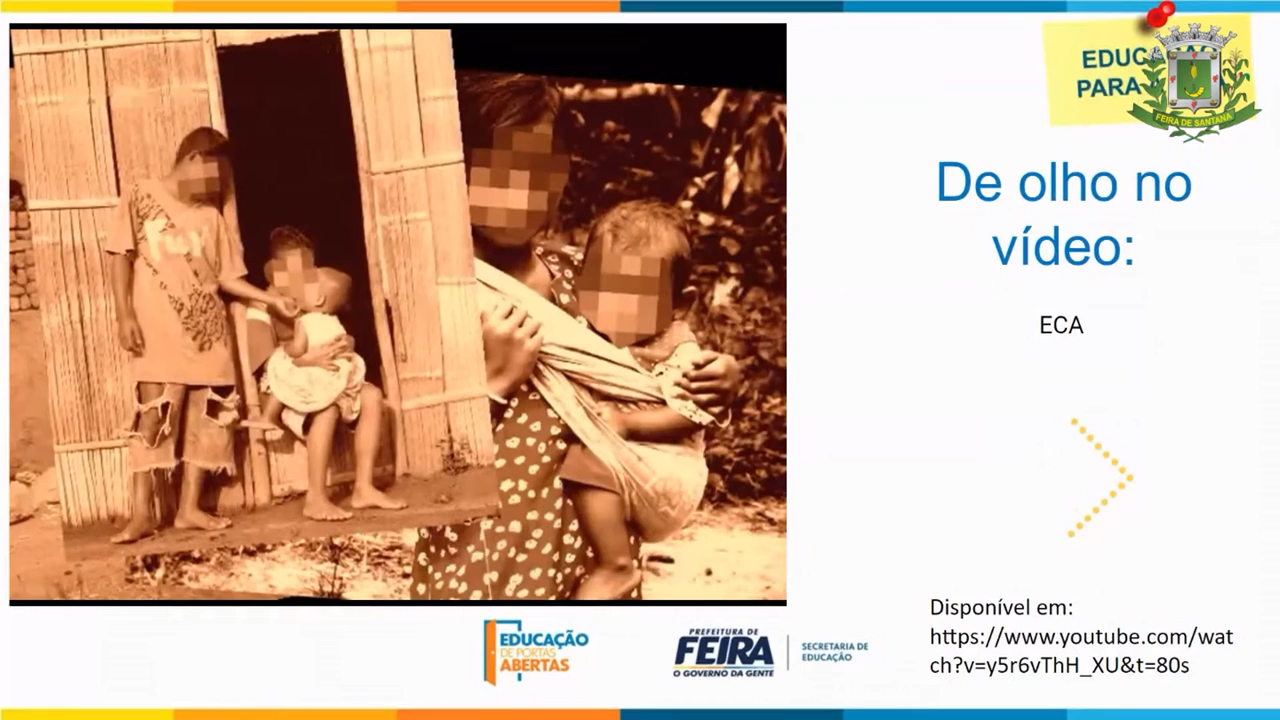 EDUC
PARA
FEIRA DE SANTANA
De olho no
vídeo:
ECA
Disponível em:
https://www.youtube.com/wat
ch?v=y5r6vThH_XU&t=80s
EDUCAÇÃO
DE PORTAS
ABERTAS
PREFEITURA DE
FEIRA
O GOVERNO DA GENTE
SECRETARIA DE
EDUCAÇÃO